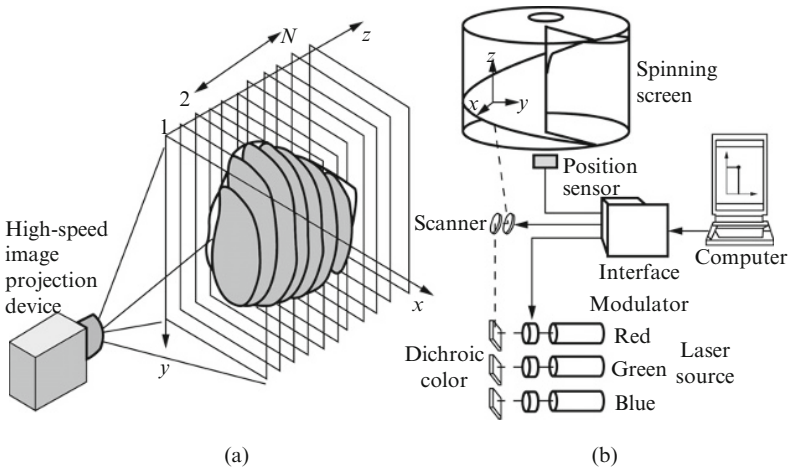 N
z
2
1
High-speed
image
projection
device
x
y
(a)
z
x
y
Spinning
screen
Position
sensor
Scanner
Interface
Computer
Modulator
Red
Dichroic
color
Green
Laser
source
Blue
(b)